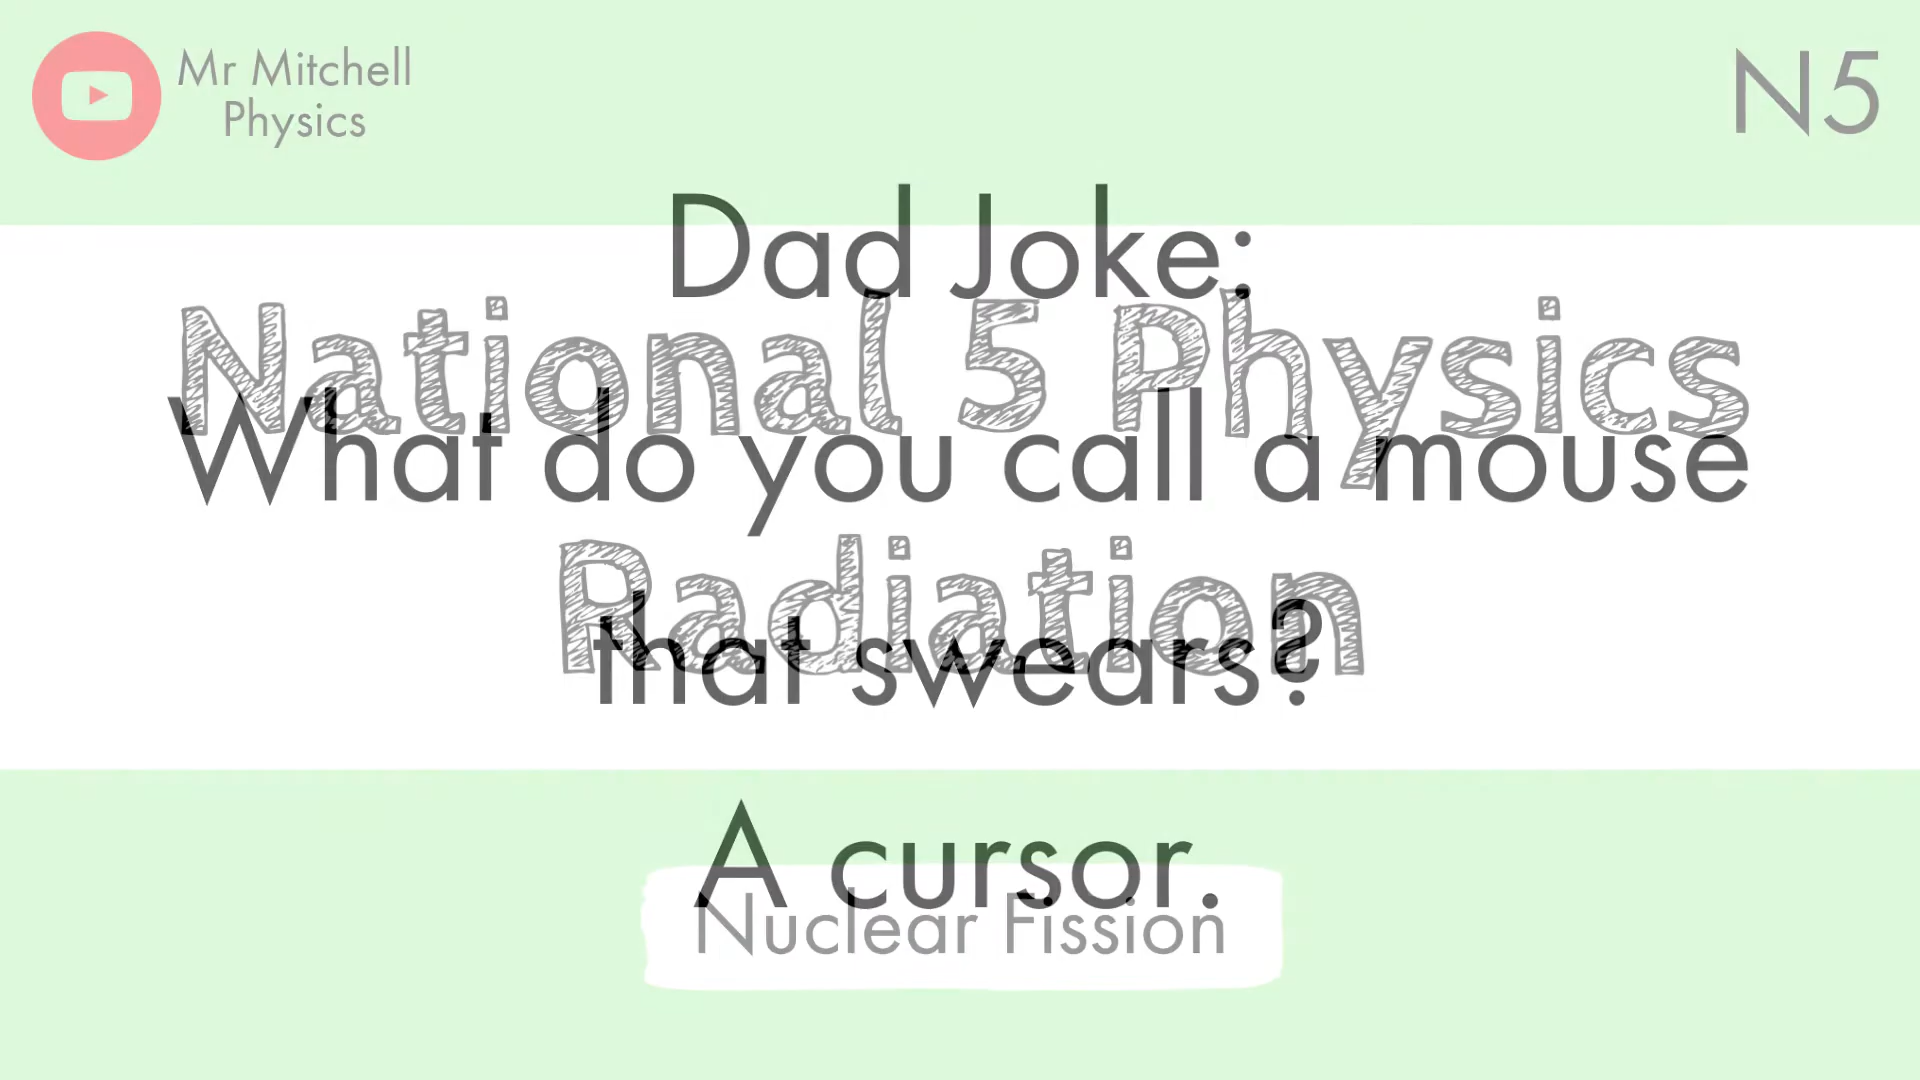 Mr Mitchell
Physics
N5
Dad Joke:
National 5 Physics
What do you call a mouse
Radiation
that swears?
A cursor.
Nuclear Fission